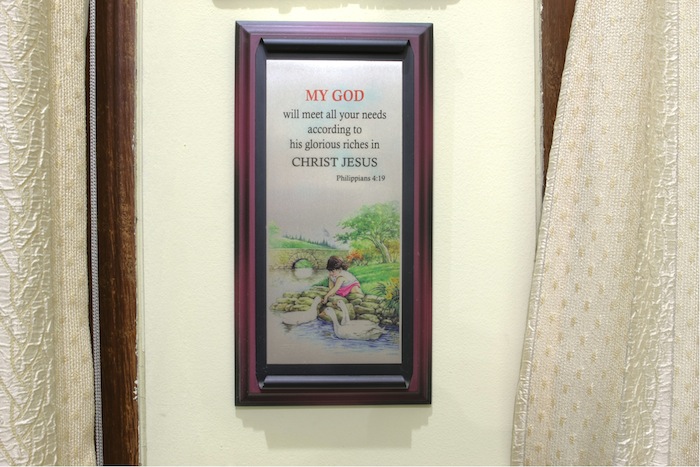 MY GOD
will meet all your needs
according to
his glorious riches in
CHRIST JESUS
Philippians 4:19